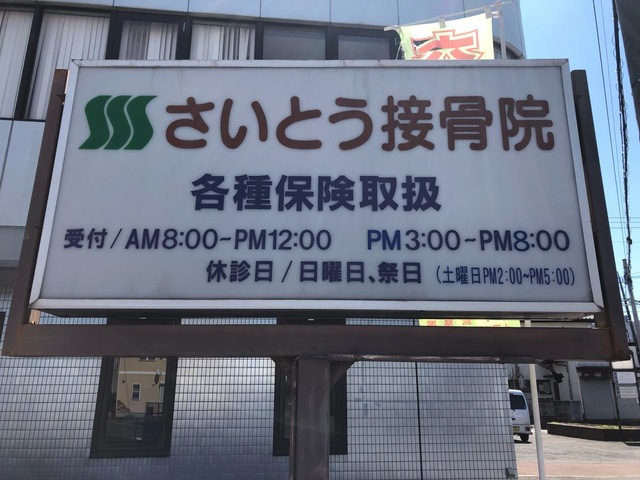 さいとう接骨院
各種保険取扱
受付/AM8:00~PM12:00 PM3:00~PM8:00
休診日/日曜日、祭日(土曜日PM2:00~PM5:00)